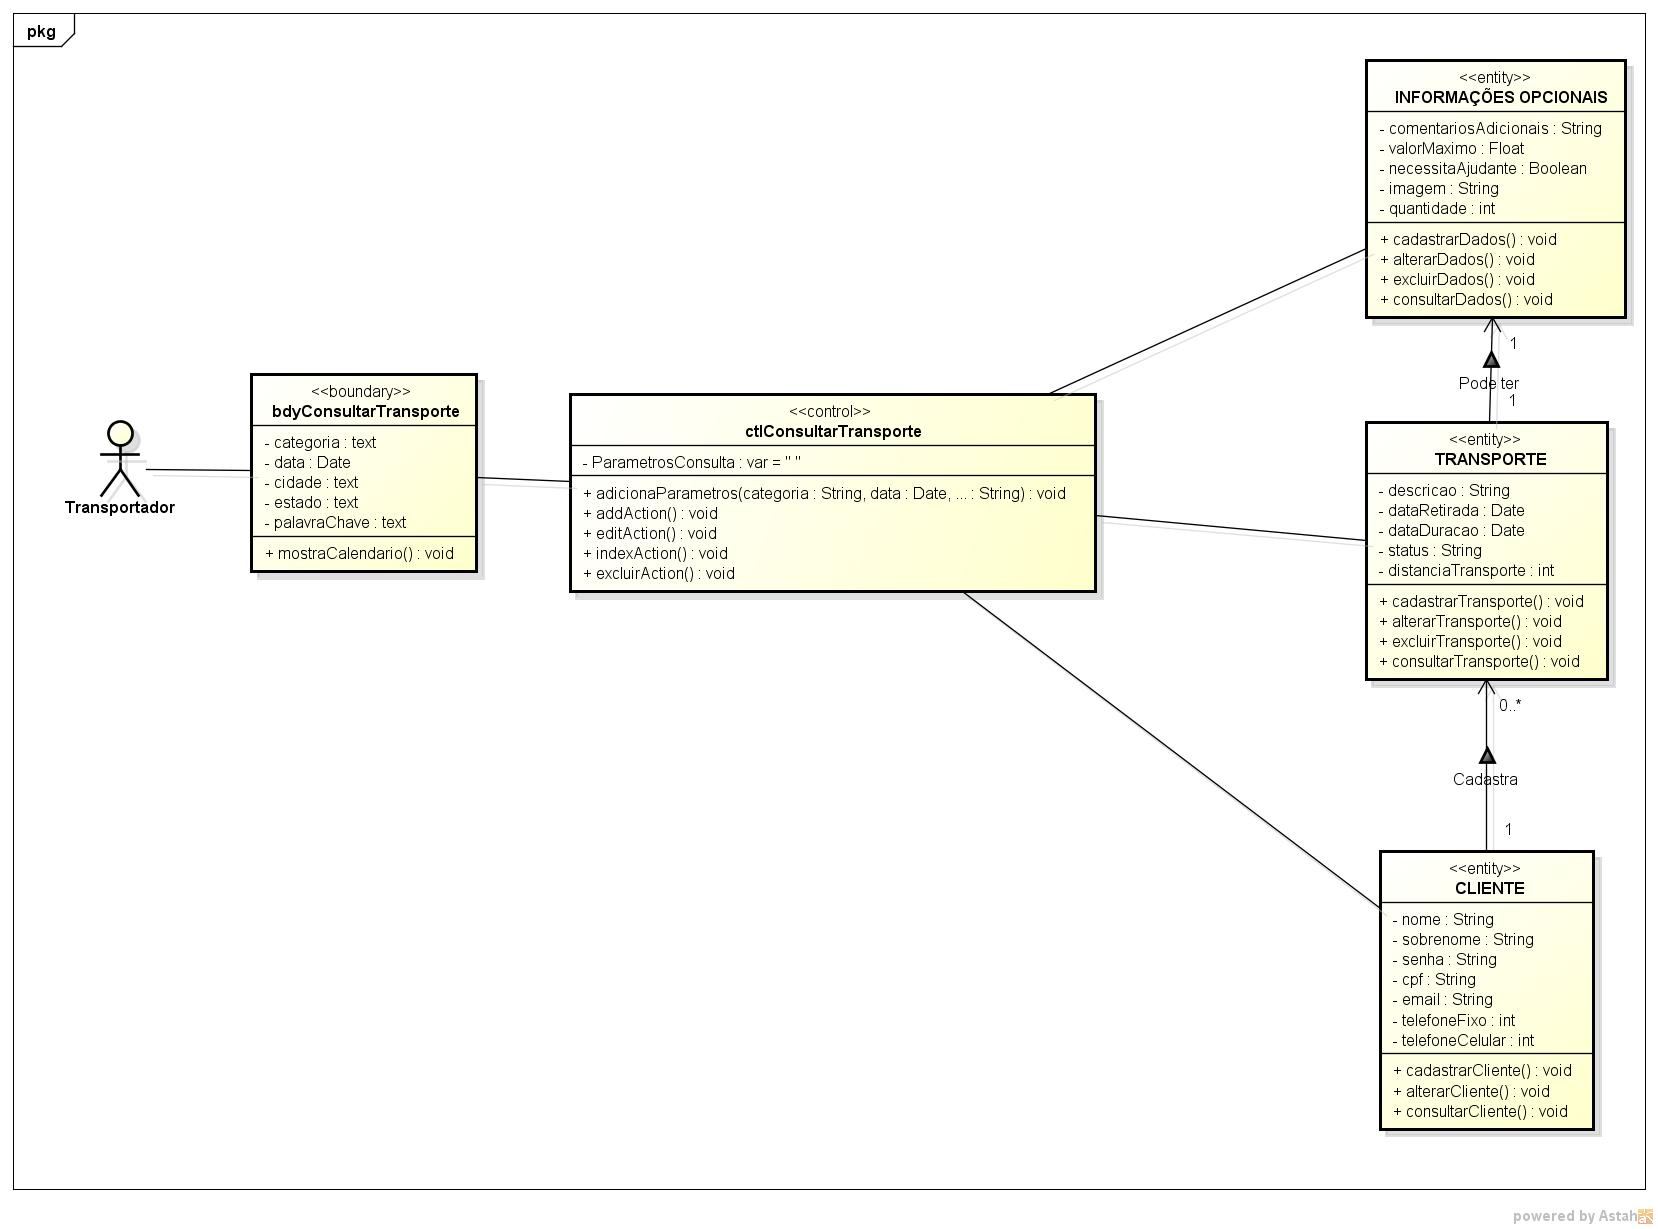 pkg
Transportador
<<boundary>>
bdyConsultarTransporte
- categoria : text
- data : Date
- cidade : text
- estado : text
- palavraChave : text
+ mostraCalendario() : void
<<control>>
ctlConsultarTransporte
- ParametrosConsulta : var = " "
+ adicionaParametros(categoria : String, data : Date, ... : String) : void
+ addAction() : void
+ editAction() : void
+ indexAction() : void
+ excluirAction() : void
<<entity>>
INFORMAÇÕES OPCIONAIS
- comentariosAdicionais : String
- valorMaximo : Float
- necessitaAjudante : Boolean
- imagem : String
- quantidade : int
+ cadastrarDados() : void
+ alterarDados() : void
+ excluirDados() : void
+ consultarDados() : void
1
Pode ter
1
<<entity>>
TRANSPORTE
- descricao : String
- dataRetirada : Date
- dataDuracao : Date
- status : String
- distanciaTransporte : int
+ cadastrarTransporte() : void
+ alterarTransporte() : void
+ excluirTransporte() : void
+ consultarTransporte() : void
0..*
Cadastra
1
<<entity>>
CLIENTE
- nome : String
- sobrenome : String
- senha : String
- cpf : String
- email : String
- telefoneFixo : int
- telefoneCelular : int
+ cadastrarCliente() : void
+ alterarCliente() : void
+ consultarCliente() : void
powered by Astah